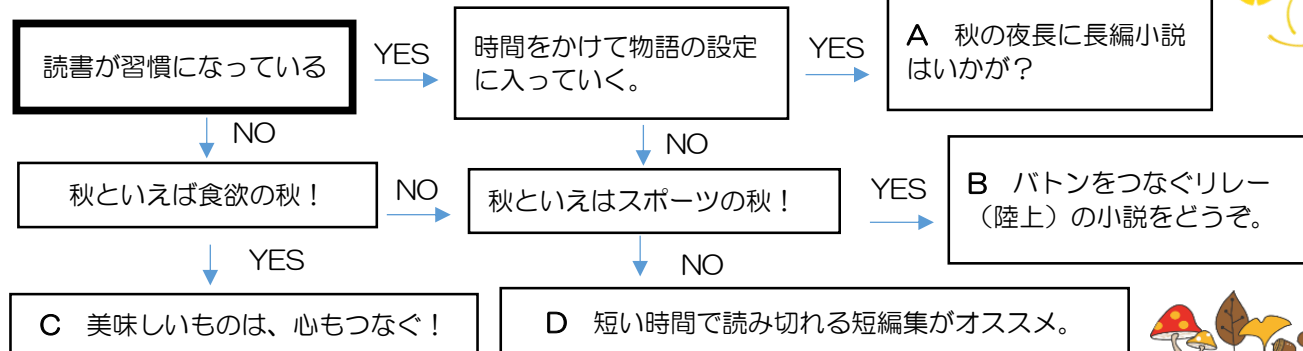 読書が習慣になっている
YES
時間をかけて物語の設定
に入っていく。
YES
A 秋の夜長に長編小説
はいかが？
NO
NO
秋といえば食欲の秋！
NO
秋といえはスポーツの秋！
YES
B バトンをつなぐリレー
（陸上）の小説をどうぞ。
YES
NO
C 美味しいものは、心もつなぐ！
D 短い時間で読み切れる短編集がオススメ。